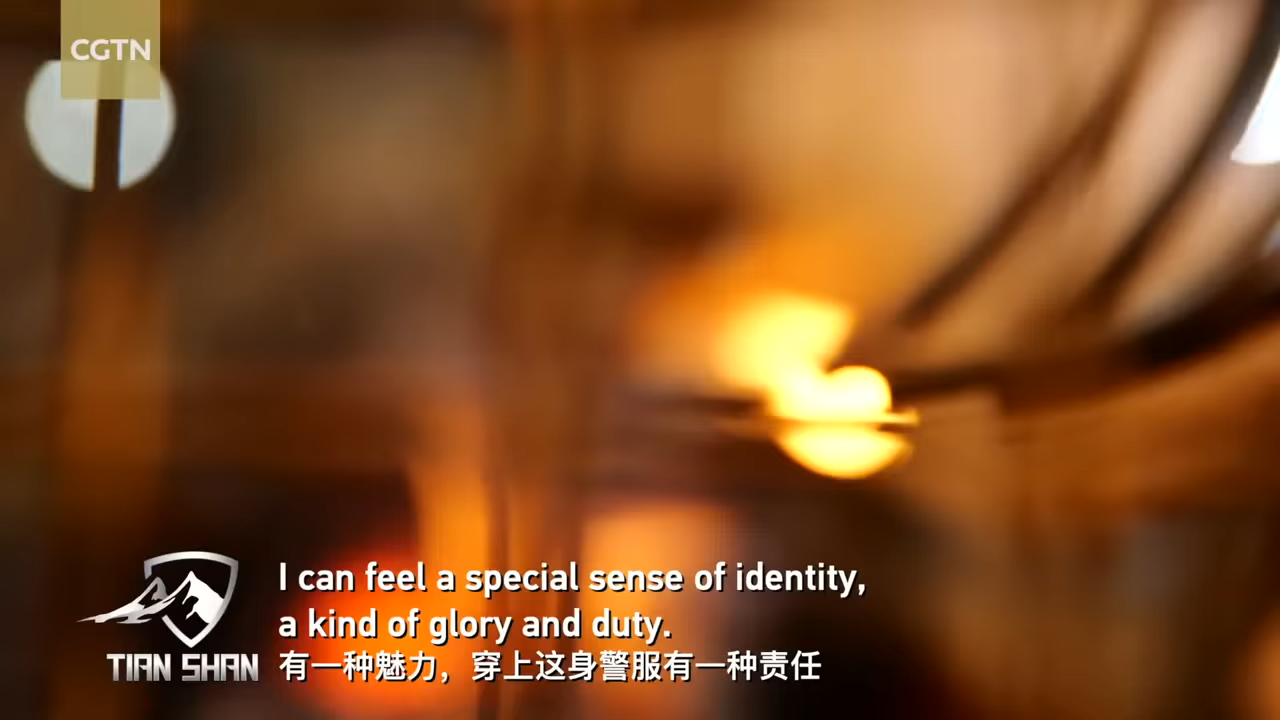 CGTN
I can feel a special sense of identity,
a kind of glory and duty.
有一种魅力，穿上这身警服有一种责任
TIAN SHAN